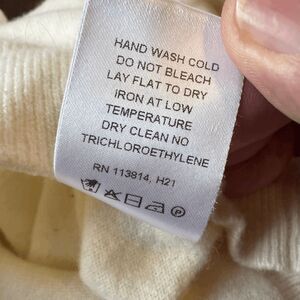 HAND WASH COLD
DO NOT BLEACH
LAY FLAT TO DRY
IRON AT LOW
TEMPERATURE
DRY CLEAN NO
TRICHLOROETHYLENE
RN 113814, H21